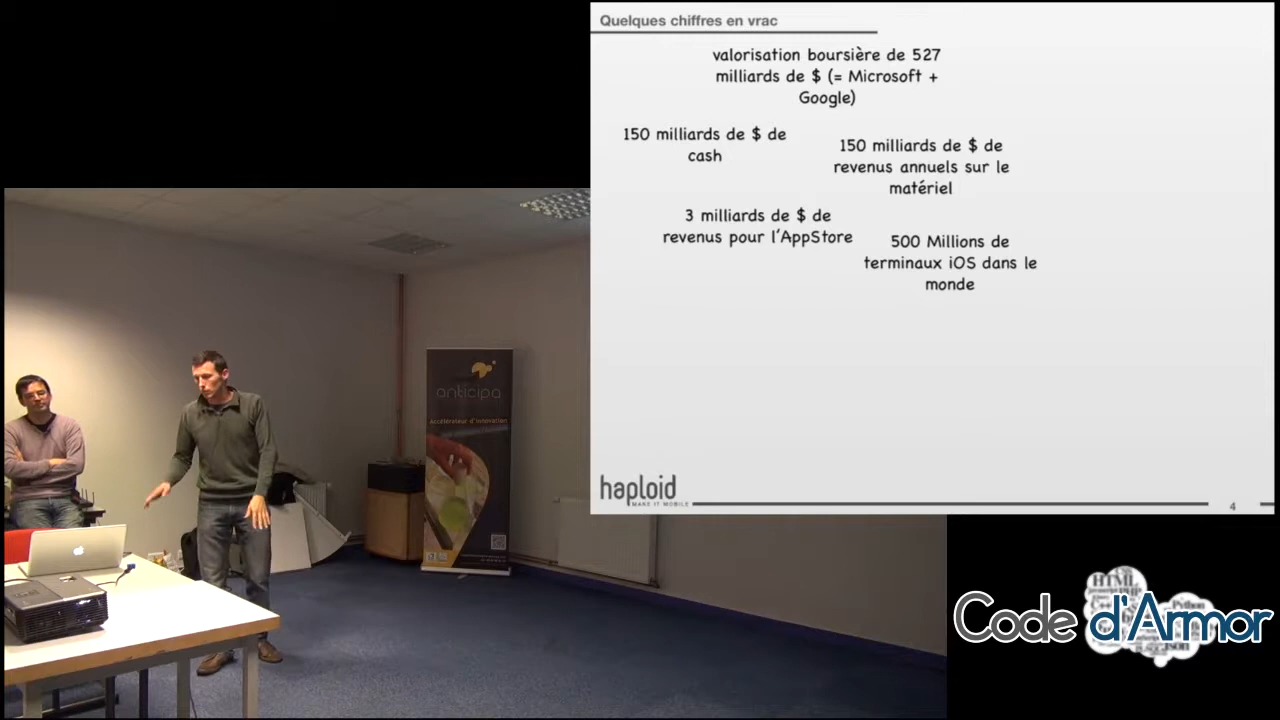 Quelques chiffres en vrac
valorisation boursière de 527
milliards de $ (= Microsoft +
Google)
150 milliards de $ de
cash
150 milliards de $ de
revenus annuels sur le
matériel
3 milliards de $ de
revenus pour l'AppStore
500 Millions de
terminaux iOS dans le
monde
haploid
MAKE IT MOBILE
4
anticipa
Accélérateur d'innovation
Code d'Armor
HTML
C++
Python